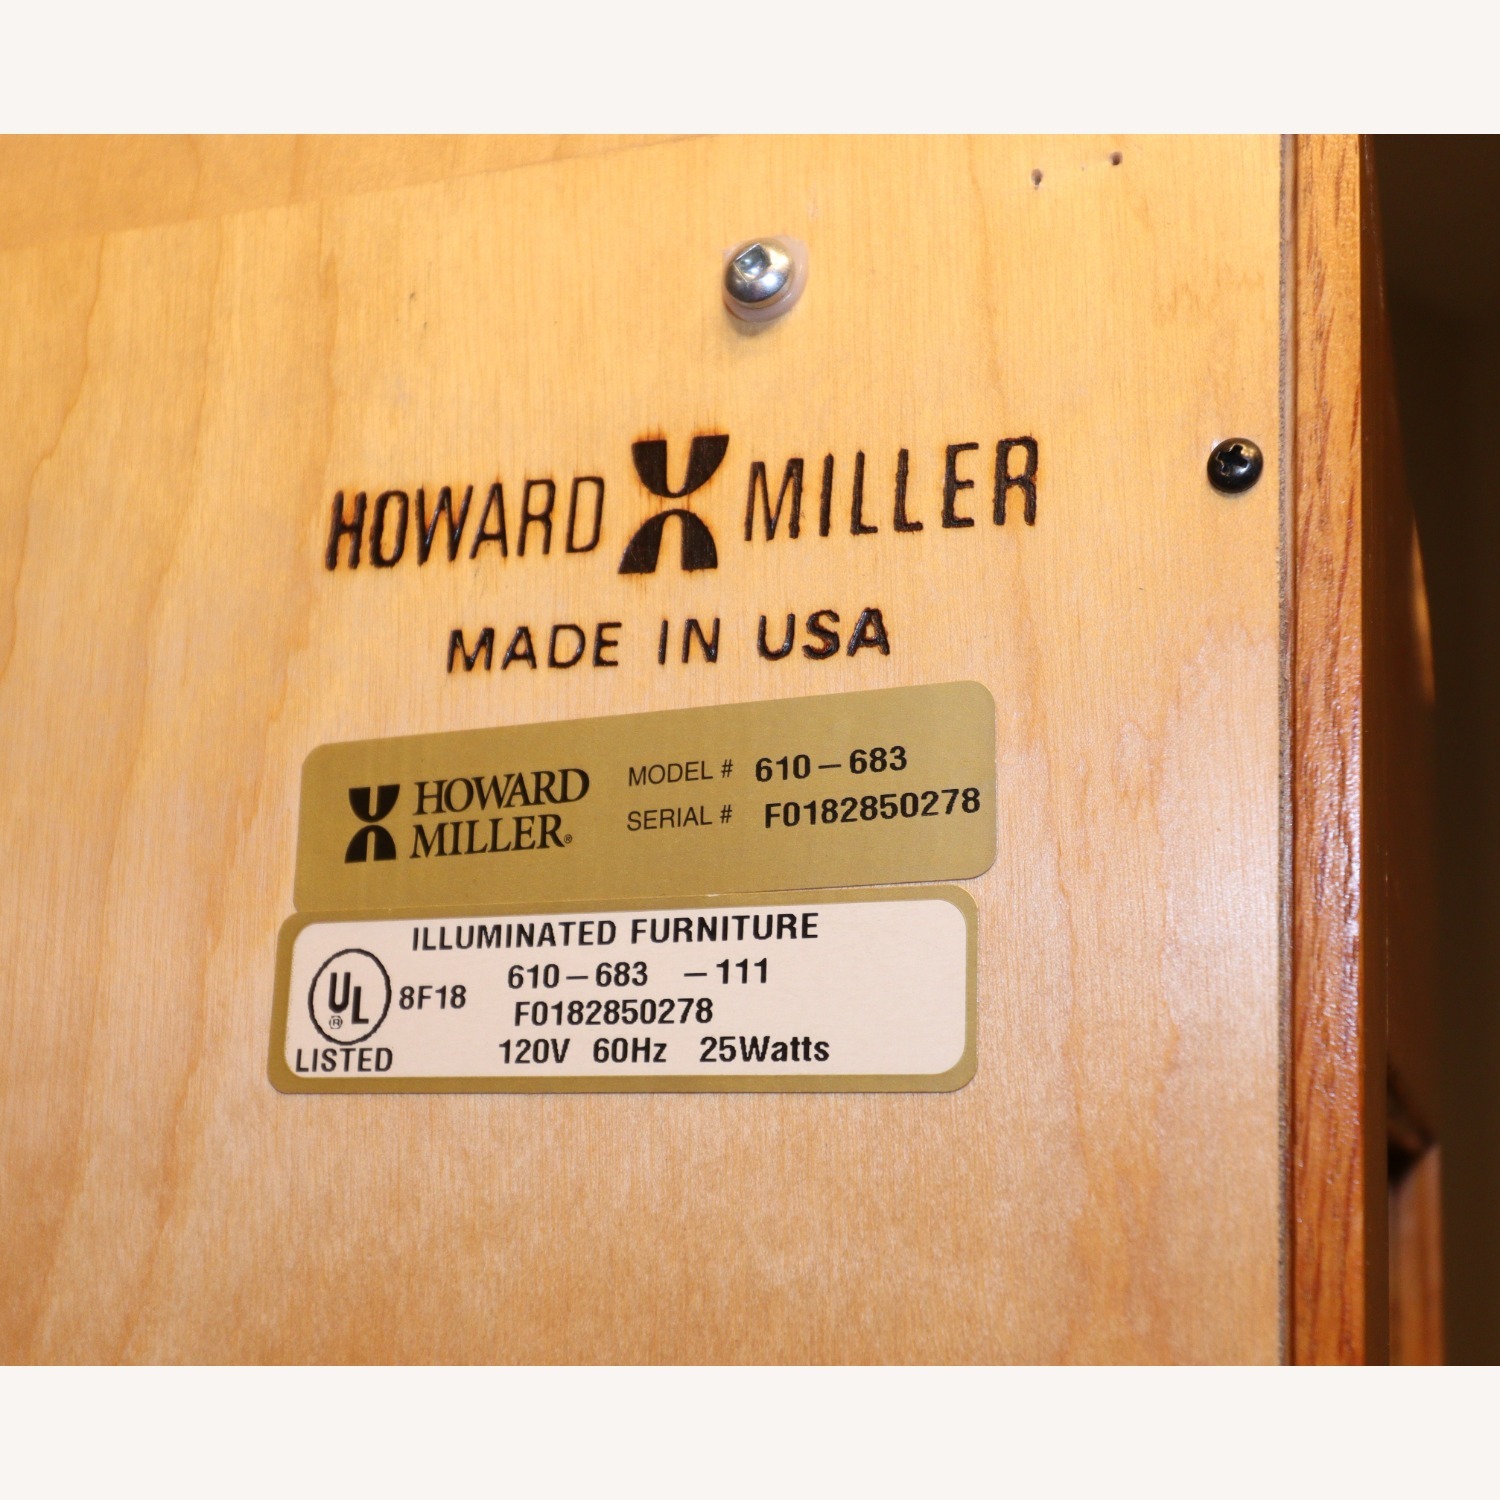 HOWARD MILLER
MADE IN USA
HOWARD MILLER®
MODEL # 610-683
SERIAL # F0182850278
ILLUMINATED FURNITURE
UL® LISTED
8F18
610-683 -111
F0182850278
120V 60Hz 25Watts